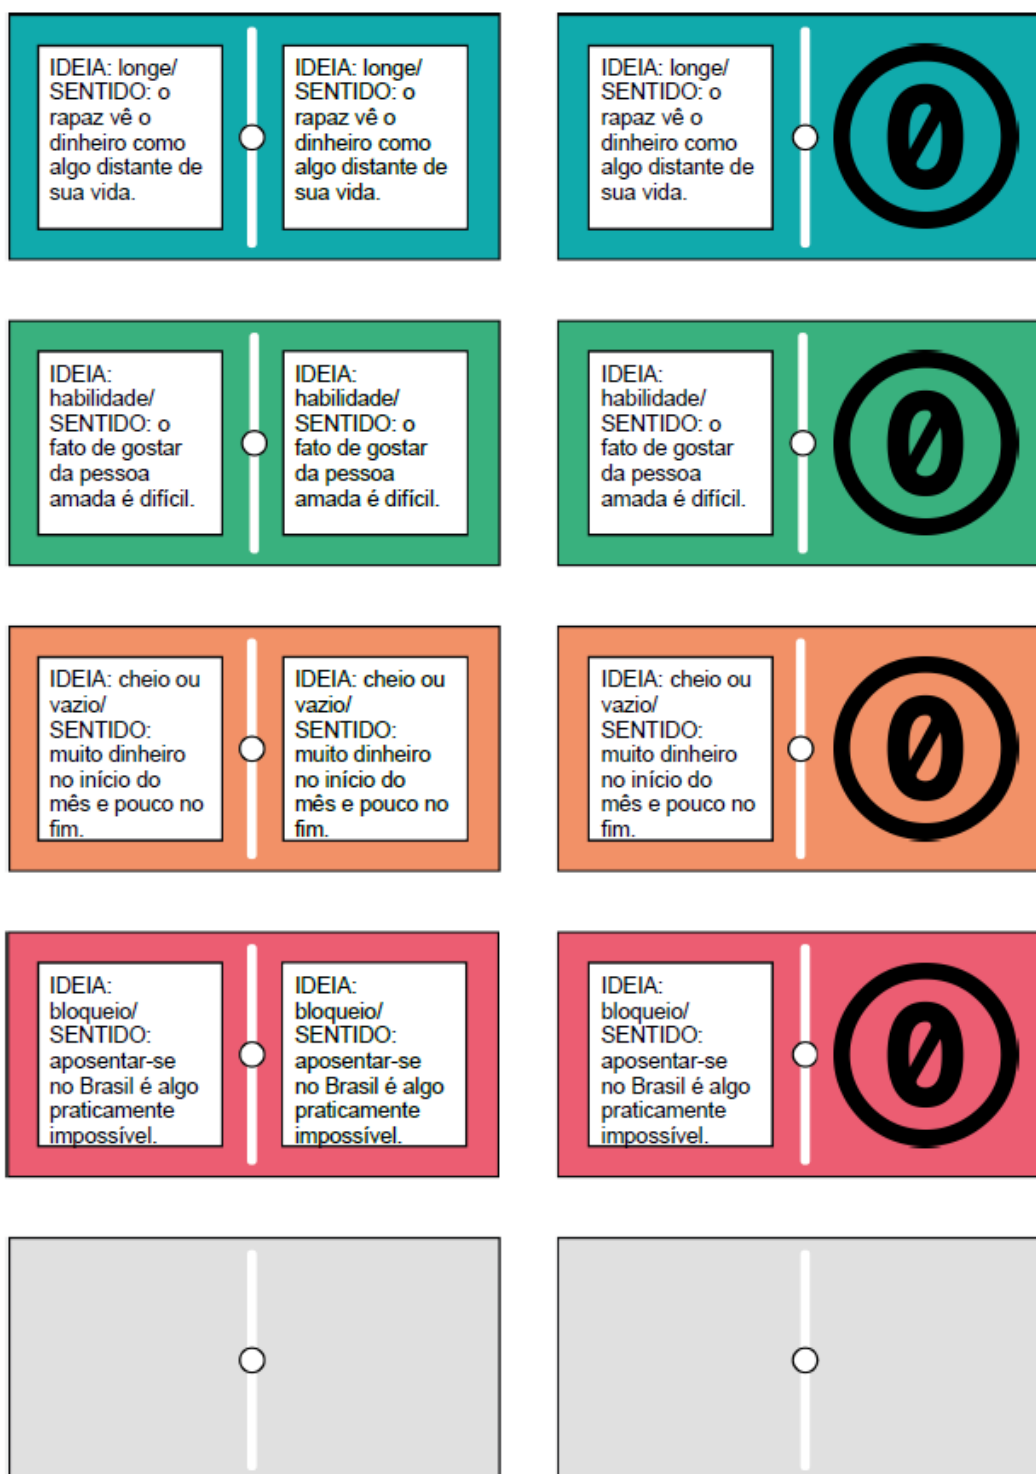 IDEIA: longe/
SENTIDO: o
rapaz vê o
dinheiro como
algo distante de
sua vida.
IDEIA: longe/
SENTIDO: o
rapaz vê o
dinheiro como
algo distante de
sua vida.
IDEIA: longe/
SENTIDO: o
rapaz vê o
dinheiro como
algo distante de
sua vida.
0
IDEIA:
habilidade/
SENTIDO: o
fato de gostar
da pessoa
amada é difícil.
IDEIA:
habilidade/
SENTIDO: o
fato de gostar
da pessoa
amada é difícil.
IDEIA:
habilidade/
SENTIDO: o
fato de gostar
da pessoa
amada é difícil.
0
IDEIA: cheio ou
vazio/
SENTIDO:
muito dinheiro
no início do
mês e pouco no
fim.
IDEIA: cheio ou
vazio/
SENTIDO:
muito dinheiro
no início do
mês e pouco no
fim.
IDEIA: cheio ou
vazio/
SENTIDO:
muito dinheiro
no início do
mês e pouco no
fim.
0
IDEIA:
bloqueio/
SENTIDO:
aposentar-se
no Brasil é algo
praticamente
impossível.
IDEIA:
bloqueio/
SENTIDO:
aposentar-se
no Brasil é algo
praticamente
impossível.
IDEIA:
bloqueio/
SENTIDO:
aposentar-se
no Brasil é algo
praticamente
impossível.
0